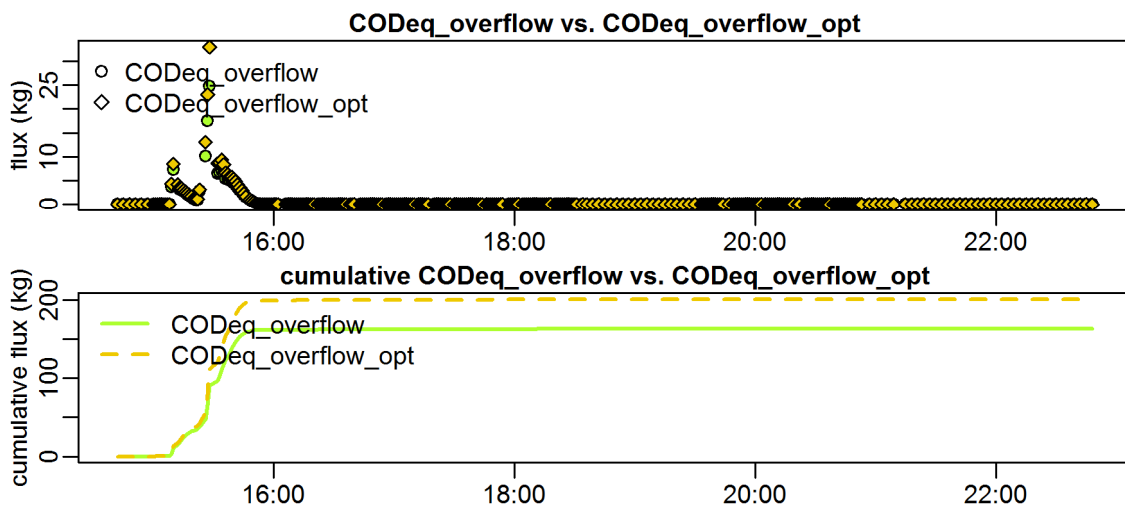 CODeq_overflow vs. CODeq_overflow_opt
flux (kg)
25
10
0
CODeq_overflow
CODeq_overflow_opt
16:00 18:00 20:00 22:00
cumulative CODeq_overflow vs. CODeq_overflow_opt
cumulative flux (kg)
200
100
0
CODeq_overflow
CODeq_overflow_opt
16:00 18:00 20:00 22:00